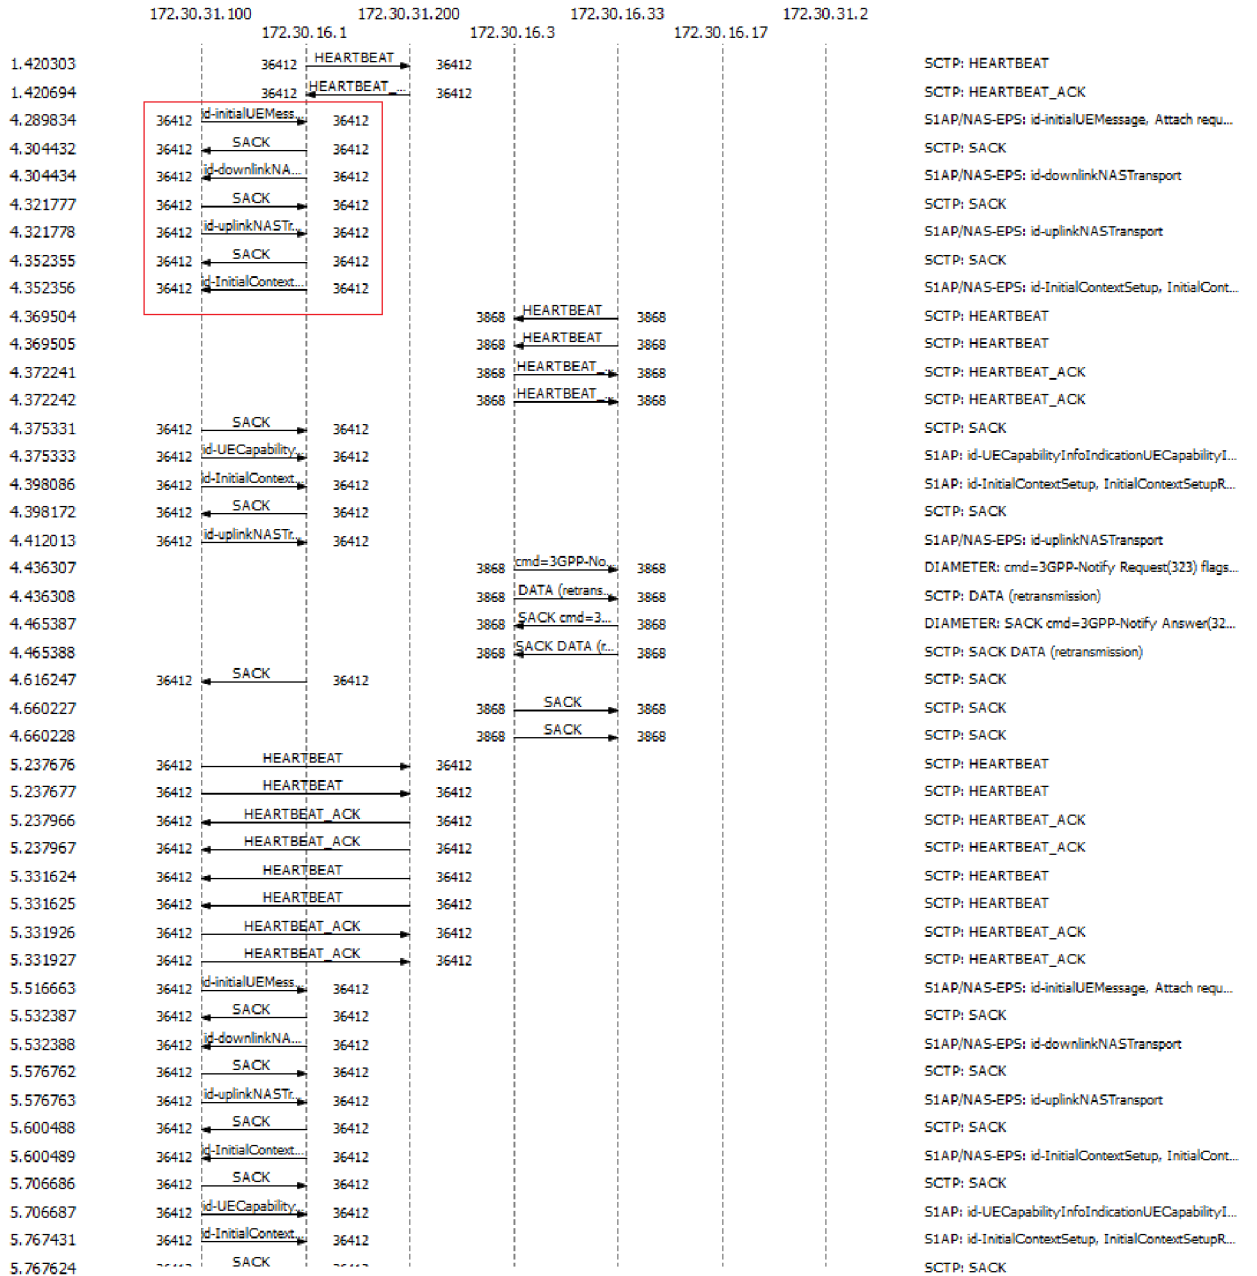 172.30.31.100 172.30.31.200 172.30.16.33 172.30.31.2
172.30.16.1 172.30.16.3 172.30.16.17
1.420303 36412 HEARTBEAT 36412 SCTP: HEARTBEAT
1.420694 36412 HEARTBEAT_... 36412 SCTP: HEARTBEAT_ACK
4.289834 36412 id-initialUEMess... 36412 S1AP/NAS-EPS: id-initialUEMessage, Attach requ...
4.304432 36412 SACK 36412 SCTP: SACK
4.304434 36412 id-downlinkNA... 36412 S1AP/NAS-EPS: id-downlinkNASTransport
4.321777 36412 SACK 36412 SCTP: SACK
4.321778 36412 id-uplinkNASTr... 36412 S1AP/NAS-EPS: id-uplinkNASTransport
4.352355 36412 SACK 36412 SCTP: SACK
4.352356 36412 id-InitialContext... 36412 S1AP/NAS-EPS: id-InitialContextSetup, InitialCont...
4.369504 3868 HEARTBEAT 3868 SCTP: HEARTBEAT
4.369505 3868 HEARTBEAT 3868 SCTP: HEARTBEAT
4.372241 3868 HEARTBEAT_... 3868 SCTP: HEARTBEAT_ACK
4.372242 3868 HEARTBEAT_... 3868 SCTP: HEARTBEAT_ACK
4.375331 36412 SACK 36412 SCTP: SACK
4.375333 36412 id-UECapability... 36412 S1AP: id-UECapabilityInfoIndicationUECapabilityI...
4.398086 36412 id-InitialContext... 36412 S1AP: id-InitialContextSetup, InitialContextSetupR...
4.398172 36412 SACK 36412 SCTP: SACK
4.412013 36412 id-uplinkNASTr... 36412 S1AP/NAS-EPS: id-uplinkNASTransport
4.436307 3868 cmd=3GPP-No... 3868 DIAMETER: cmd=3GPP-Notify Request(323) flags...
4.436308 3868 DATA (retrans... 3868 SCTP: DATA (retransmission)
4.465387 3868 SACK cmd=3... 3868 DIAMETER: SACK cmd=3GPP-Notify Answer(32...
4.465388 3868 SACK DATA (r... 3868 SCTP: SACK DATA (retransmission)
4.616247 36412 SACK 36412 SCTP: SACK
4.660227 3868 SACK 3868 SCTP: SACK
4.660228 3868 SACK 3868 SCTP: SACK
5.237676 36412 HEARTBEAT 36412 SCTP: HEARTBEAT
5.237677 36412 HEARTBEAT 36412 SCTP: HEARTBEAT
5.237966 36412 HEARTBEAT_ACK 36412 SCTP: HEARTBEAT_ACK
5.237967 36412 HEARTBEAT_ACK 36412 SCTP: HEARTBEAT_ACK
5.331624 36412 HEARTBEAT 36412 SCTP: HEARTBEAT
5.331625 36412 HEARTBEAT 36412 SCTP: HEARTBEAT
5.331926 36412 HEARTBEAT_ACK 36412 SCTP: HEARTBEAT_ACK
5.331927 36412 HEARTBEAT_ACK 36412 SCTP: HEARTBEAT_ACK
5.516663 36412 id-initialUEMess... 36412 S1AP/NAS-EPS: id-initialUEMessage, Attach requ...
5.532387 36412 SACK 36412 SCTP: SACK
5.532388 36412 id-downlinkNA... 36412 S1AP/NAS-EPS: id-downlinkNASTransport
5.576762 36412 SACK 36412 SCTP: SACK
5.576763 36412 id-uplinkNASTr... 36412 S1AP/NAS-EPS: id-uplinkNASTransport
5.600488 36412 SACK 36412 SCTP: SACK
5.600489 36412 id-InitialContext... 36412 S1AP/NAS-EPS: id-InitialContextSetup, InitialCont...
5.706686 36412 SACK 36412 SCTP: SACK
5.706687 36412 id-UECapability... 36412 S1AP: id-UECapabilityInfoIndicationUECapabilityI...
5.767431 36412 id-InitialContext... 36412 S1AP: id-InitialContextSetup, InitialContextSetupR...
5.767624 SACK SCTP: SACK